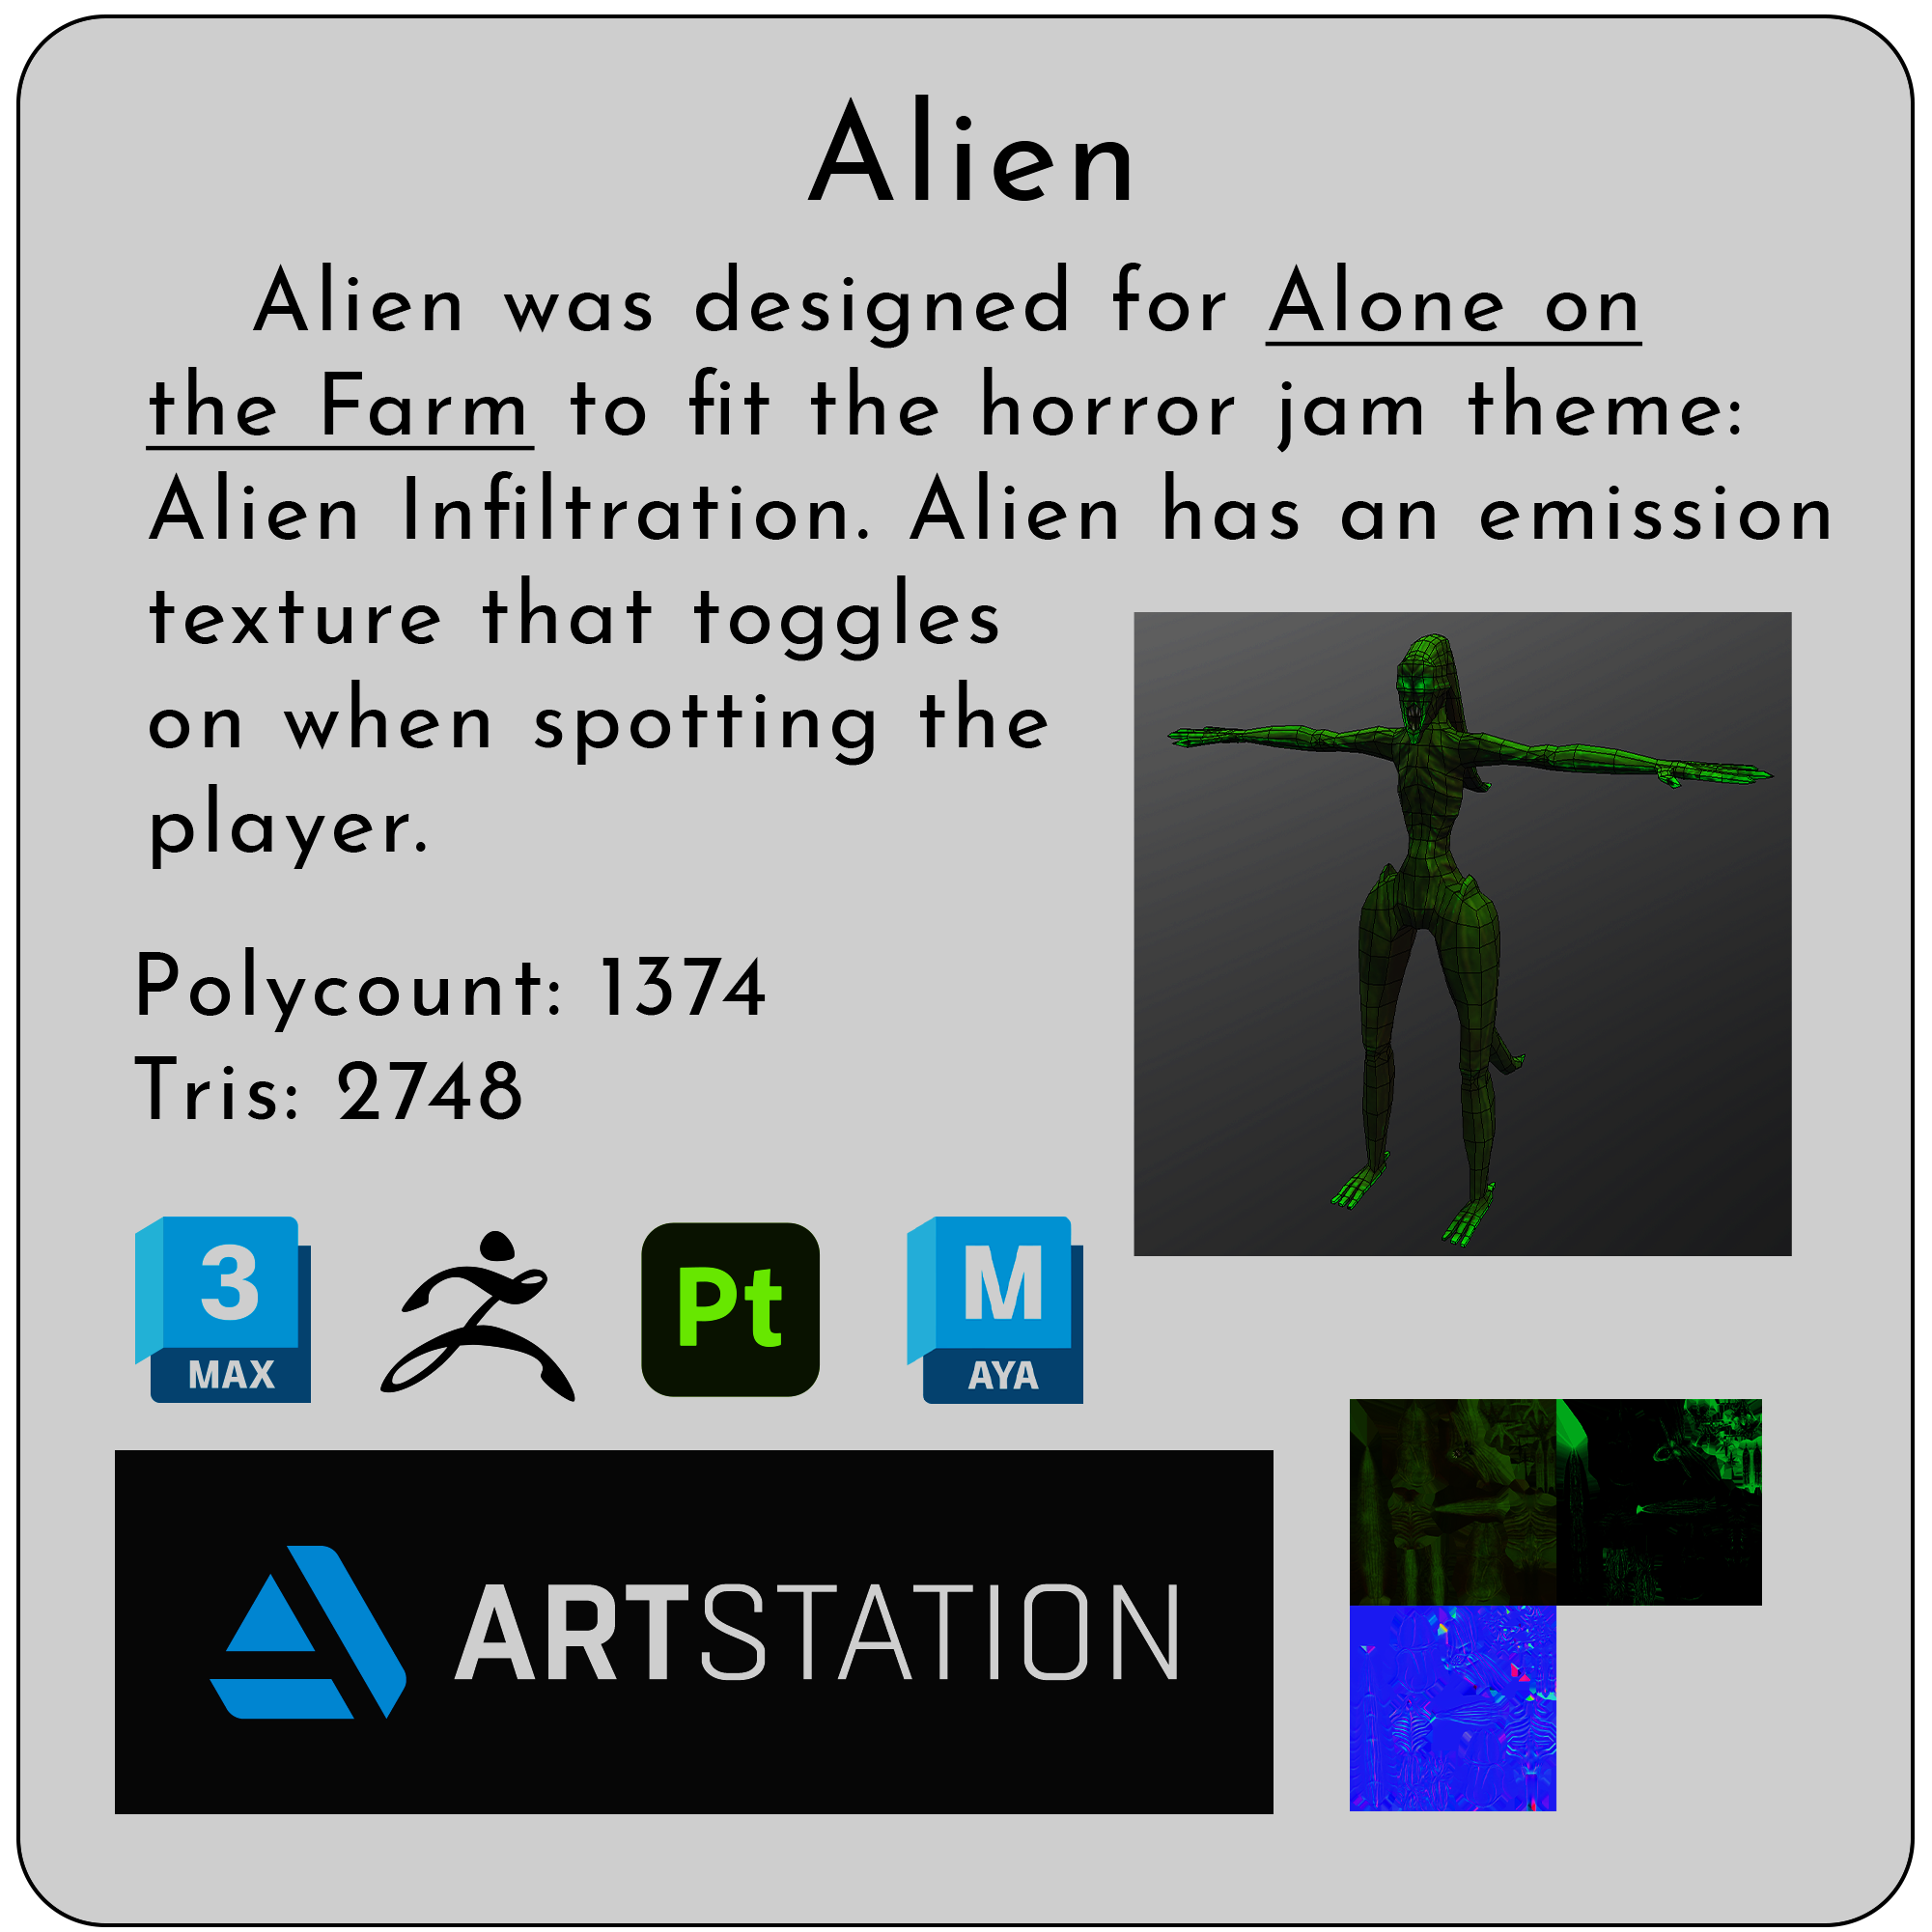 Alien
Alien was designed for Alone on
the Farm to fit the horror jam theme:
Alien Infiltration. Alien has an emission
texture that toggles
on when spotting the
player.
Polycount: 1374
Tris: 2748
3
MAX
Pt
M
AYA
ARTSTATION